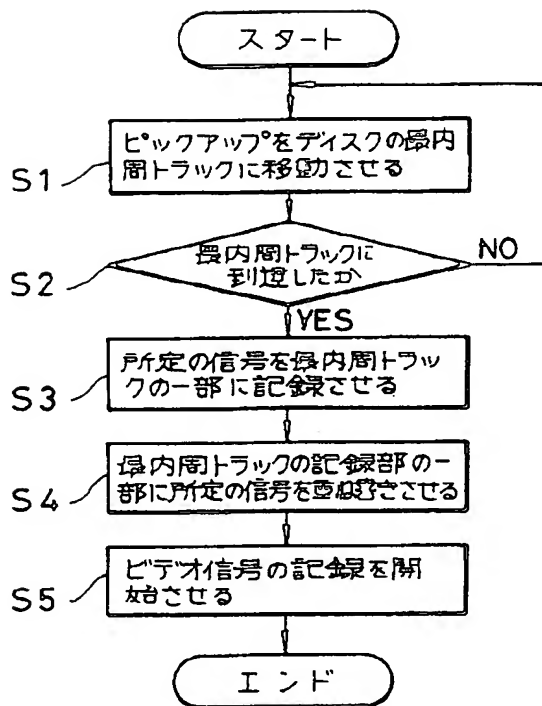 スタート
S1
ピックアップをディスクの最内
周トラックに移動させる
S2
最内周トラックに
到達したか
NO
YES
S3
所定の信号を最内周トラッ
クの一部に記録させる
S4
最内周トラックの記録部の一
部に所定の信号を重ね書きさせる
S5
ビデオ信号の記録を開
始させる
エンド